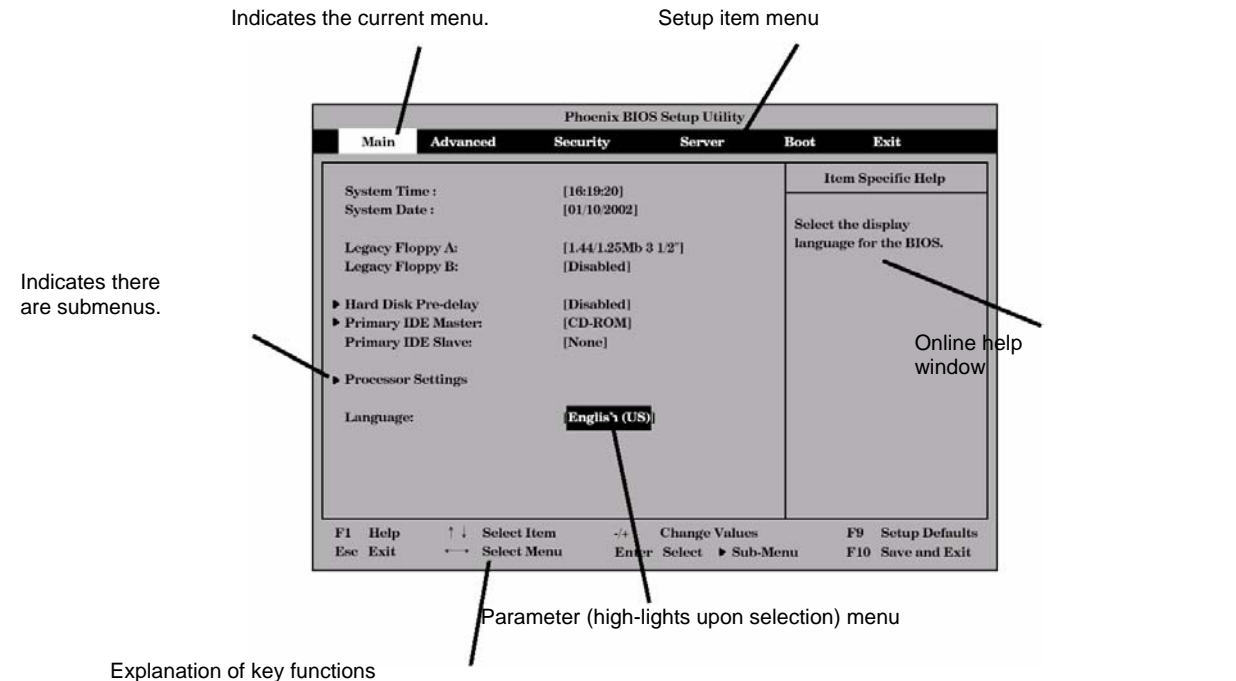 Indicates the current menu.
Setup item menu
Phoenix BIOS Setup Utility
Main Advanced Security Server Boot Exit
System Time : [16:19:20]
System Date : [01/10/2002]
Legacy Floppy A: [1.44/1.25Mb 3 1/2"]
Legacy Floppy B: [Disabled]
▶ Hard Disk Pre-delay [Disabled]
▶ Primary IDE Master: [CD-ROM]
Primary IDE Slave: [None]
▶ Processor Settings
Language: [English (US)]
Item Specific Help
Select the display
language for the BIOS.
Indicates there
are submenus.
Online help
window
F1 Help ↑ ↓ Select Item -/+ Change Values F9 Setup Defaults
Esc Exit ←→ Select Menu Enter Select ▶ Sub-Menu F10 Save and Exit
Parameter (high-lights upon selection) menu
Explanation of key functions